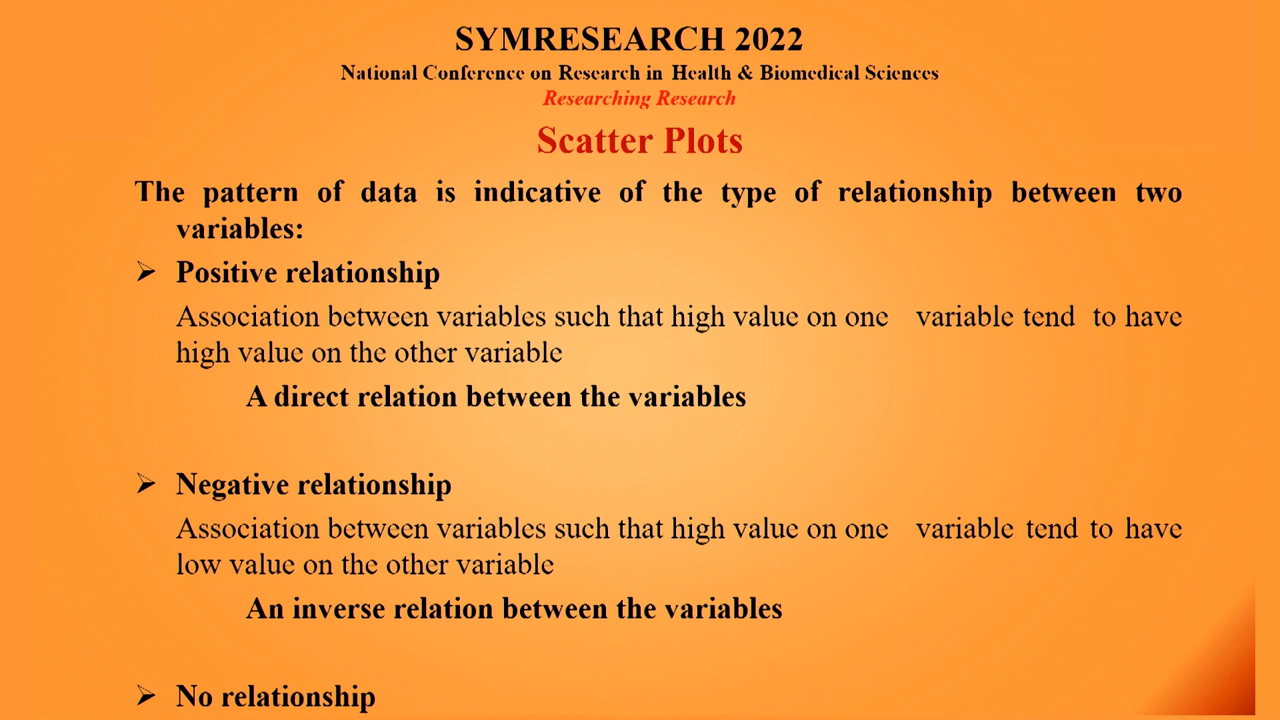 SYMRESEARCH 2022
National Conference on Research in Health & Biomedical Sciences
Researching Research
Scatter Plots
The pattern of data is indicative of the type of relationship between two
variables:
➢ Positive relationship
Association between variables such that high value on one variable tend to have
high value on the other variable
A direct relation between the variables
➢ Negative relationship
Association between variables such that high value on one variable tend to have
low value on the other variable
An inverse relation between the variables
➢ No relationship